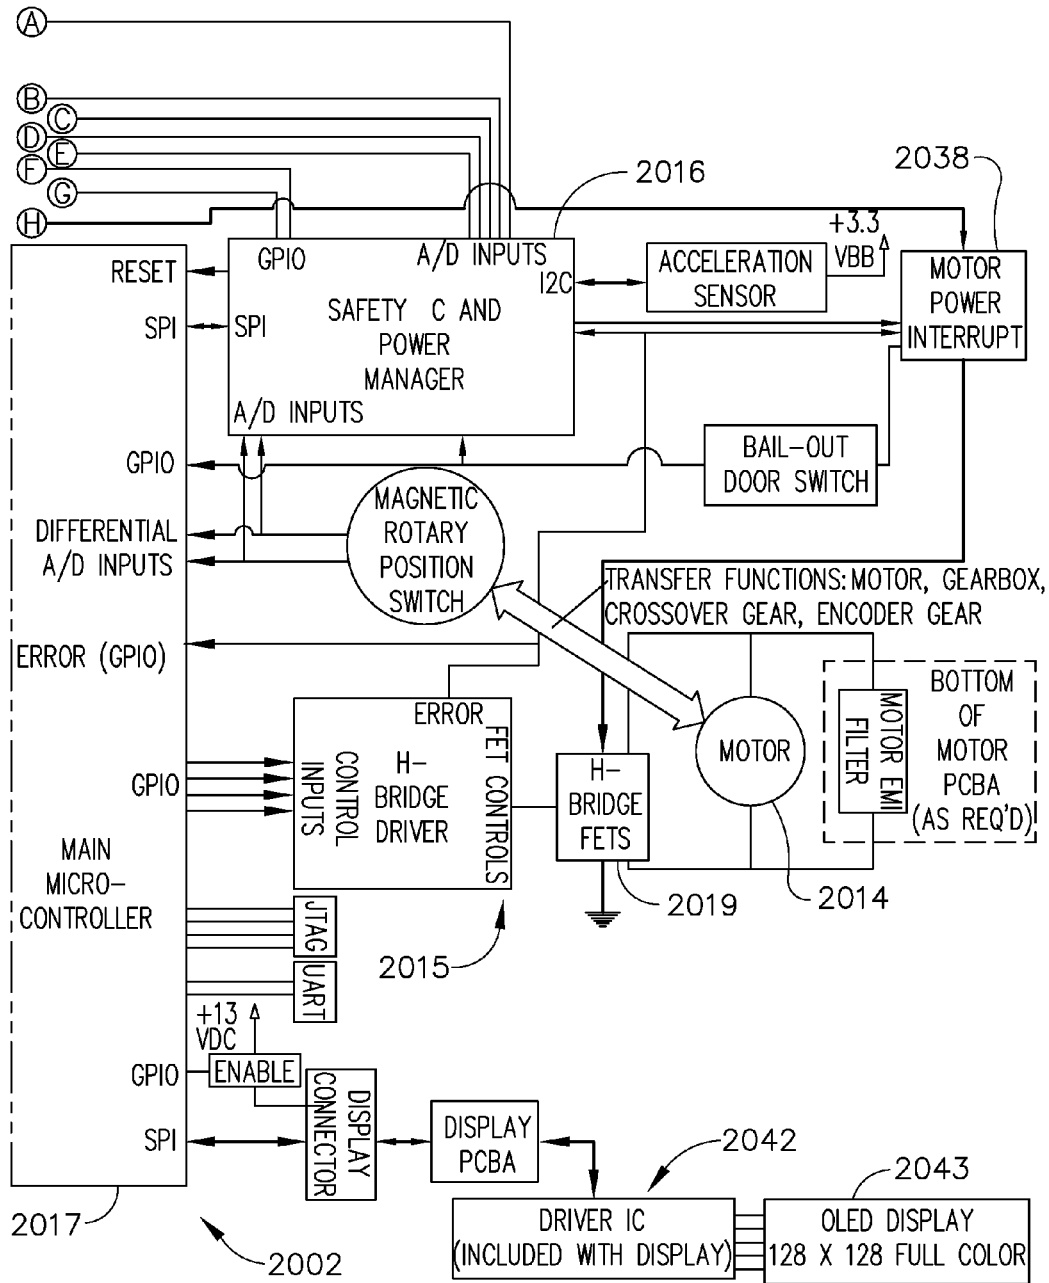 A
B
C
D
E
F
G
H
2016
2038
+3.3
VBB
RESET
GPIO
A/D INPUTS
I2C
ACCELERATION
SENSOR
MOTOR
POWER
INTERRUPT
SPI
SPI
SAFETY C AND
POWER
MANAGER
A/D INPUTS
GPIO
BAIL-OUT
DOOR SWITCH
DIFFERENTIAL
A/D INPUTS
MAGNETIC
ROTARY
POSITION
SWITCH
TRANSFER FUNCTIONS: MOTOR, GEARBOX,
CROSSOVER GEAR, ENCODER GEAR
ERROR (GPIO)
ERROR
FET CONTROLS
CONTROL
INPUTS
H-
BRIDGE
DRIVER
GPIO
H-
BRIDGE
FETS
MOTOR
MOTOR EMI
FILTER
BOTTOM
OF
MOTOR
PCBA
(AS REQ'D)
MAIN
MICRO-
CONTROLLER
JTAG
UART
2015
2019
2014
+13
VDC
GPIO
ENABLE
SPI
DISPLAY
CONNECTOR
DISPLAY
PCBA
2042
2043
DRIVER IC
(INCLUDED WITH DISPLAY)
OLED DISPLAY
128 X 128 FULL COLOR
2017
2002